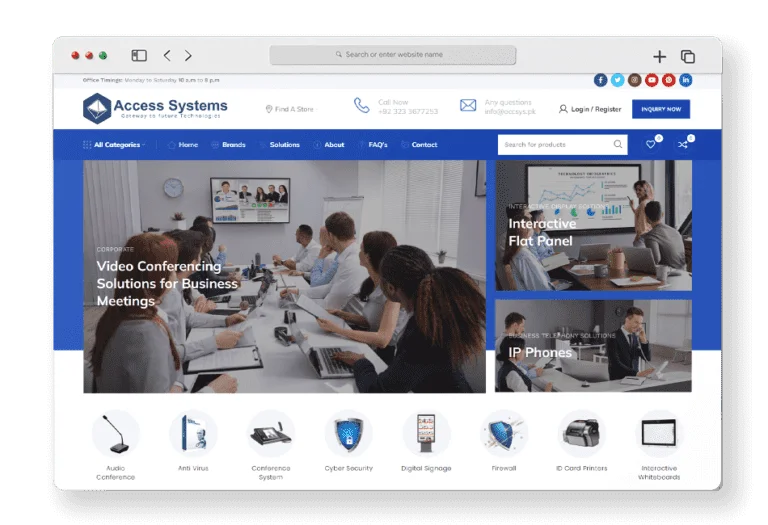 Search or enter website name
Office Timings: Monday to Saturday 10 a.m to 6 p.m
Access Systems
Gateway to Future Technologies
Find A Store
Call Now
+92 323 3677253
Any questions
info@accsys.pk
Login / Register
INQUIRY NOW
All Categories
Home
Brands
Solutions
About
FAQ's
Contact
Search for products
0
0
CORPORATE
Video Conferencing
Solutions for Business
Meetings
INTERACTIVE DISPLAY SOLUTIONS
Interactive
Flat Panel
BUSINESS TELEPHONY SOLUTIONS
IP Phones
Audio
Conference
Anti Virus
Conference
System
Cyber Security
Digital Signage
Firewall
ID Card Printers
Interactive
Whiteboards